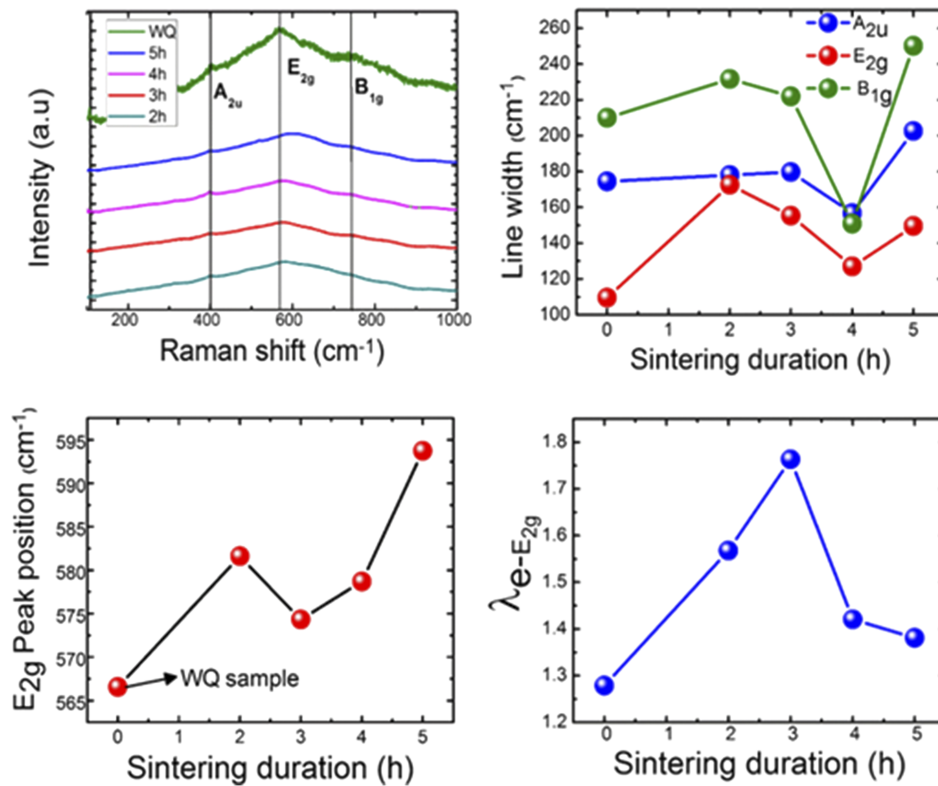 WQ
5h
4h
3h
2h
A2u
E2g
B1g
Intensity (a.u)
200 400 600 800 1000
Raman shift (cm-1)
A2u
E2g
B1g
260
240
220
200
180
160
140
120
100
Line width (cm-1)
0 1 2 3 4 5
Sintering duration (h)
595
590
585
580
575
570
565
E2g Peak position (cm-1)
WQ sample
0 1 2 3 4 5
Sintering duration (h)
1.8
1.7
1.6
1.5
1.4
1.3
1.2
λe-E2g
0 1 2 3 4 5
Sintering duration (h)